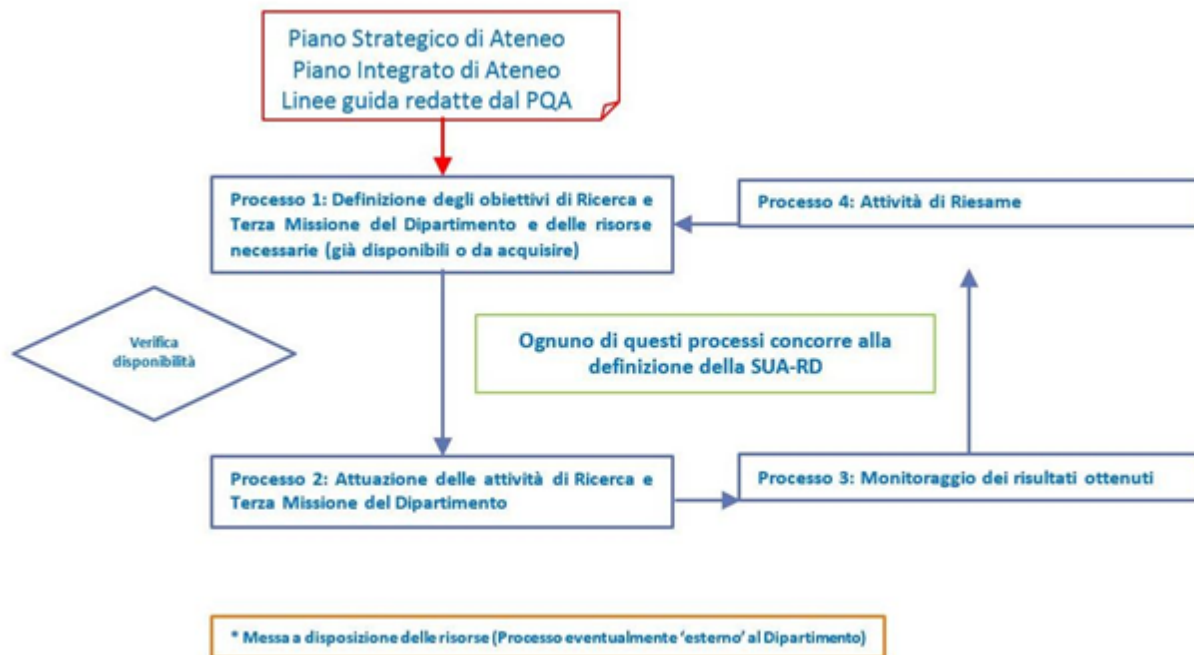 Piano Strategico di Ateneo
Piano Integrato di Ateneo
Linee guida redatte dal PQA
Processo 1: Definizione degli obiettivi di Ricerca e
Terza Missione del Dipartimento e delle risorse
necessarie (già disponibili o da acquisire)
Processo 4: Attività di Riesame
Verifica
disponibilità
Ognuno di questi processi concorre alla
definizione della SUA-RD
Processo 2: Attuazione delle attività di Ricerca e
Terza Missione del Dipartimento
Processo 3: Monitoraggio dei risultati ottenuti
* Messa a disposizione delle risorse (Processo eventualmente 'esterno' al Dipartimento)